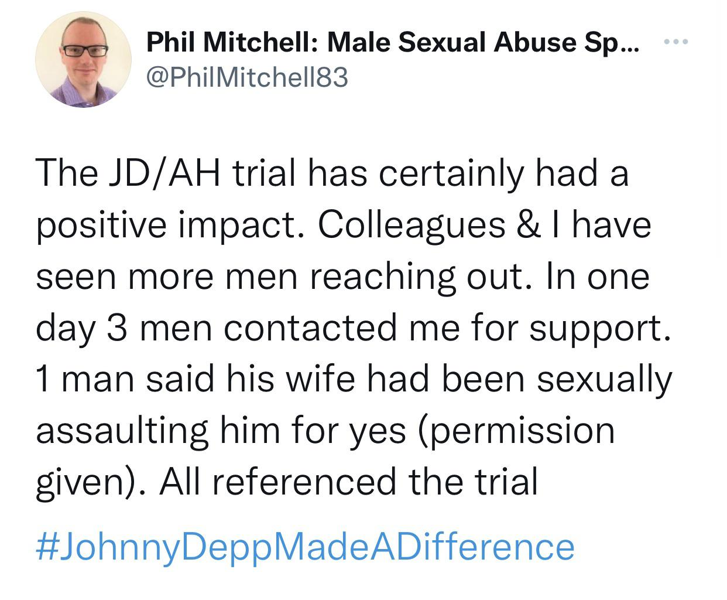 Phil Mitchell: Male Sexual Abuse Sp...
@PhilMitchell83
The JD/AH trial has certainly had a
positive impact. Colleagues & I have
seen more men reaching out. In one
day 3 men contacted me for support.
1 man said his wife had been sexually
assaulting him for yes (permission
given). All referenced the trial
#JohnnyDeppMadeADifference